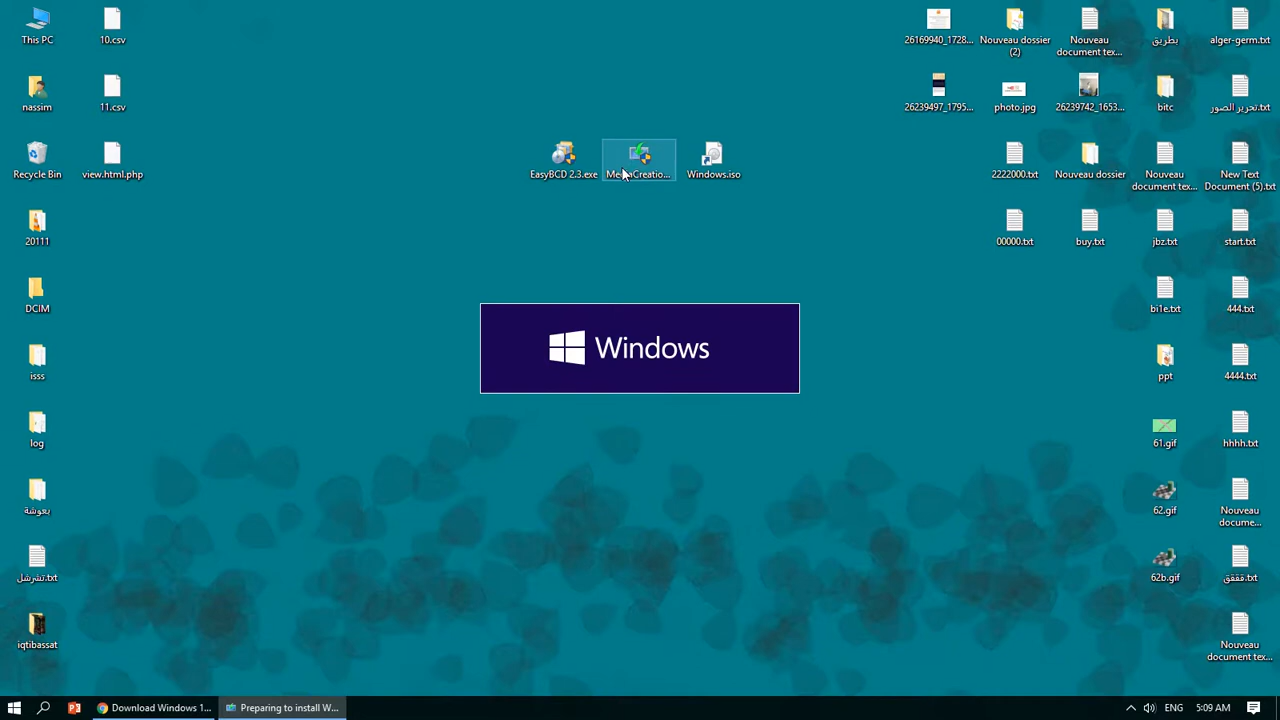 This PC
10.csv
26169940_1728...
Nouveau dossier
(2)
Nouveau
document tex...
بطريق
alger-germ.txt
nassim
11.csv
26239497_1795...
photo.jpg
26239742_1653...
bitc
تحرير الصور.txt
Recycle Bin
view.html.php
EasyBCD 2.3.exe
Windows.iso
2222000.txt
Nouveau dossier
Nouveau
document tex...
New Text
Document (5).txt
20111
00000.txt
buy.txt
jbz.txt
start.txt
DCIM
bi1e.txt
444.txt
Windows
isss
ppt
4444.txt
log
61.gif
hhhh.txt
بعوشة
62.gif
Nouveau
docume...
تشرشل.txt
62b.gif
ققفق.txt
iqtibassat
Nouveau
document tex...
Download Windows 1...
Preparing to install W...
ENG
5:09 AM